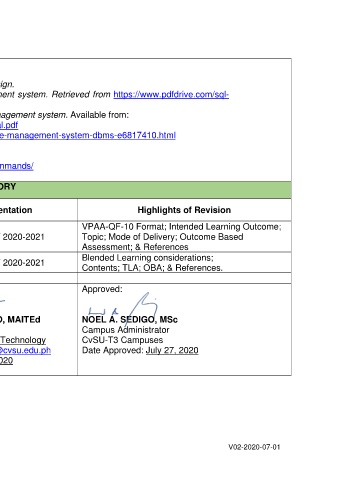 ign.
ment system. Retrieved from https://www.pdfdrive.com/sql-
nagement system. Available from:
ql.pdf
e-management-system-dbms-e6817410.html
mmands/
ORY
entation
Highlights of Revision
2020-2021
VPAA-QF-10 Format; Intended Learning Outcome;
Topic; Mode of Delivery; Outcome Based
Assessment; & References
2020-2021
Blended Learning considerations;
Contents; TLA; OBA; & References.
Approved:
O, MAITEd
NOEL A. SEDIGO, MSc
Campus Administrator
Technology
CvSU-T3 Campuses
@cvsu.edu.ph
Date Approved: July 27, 2020
020
V02-2020-07-01